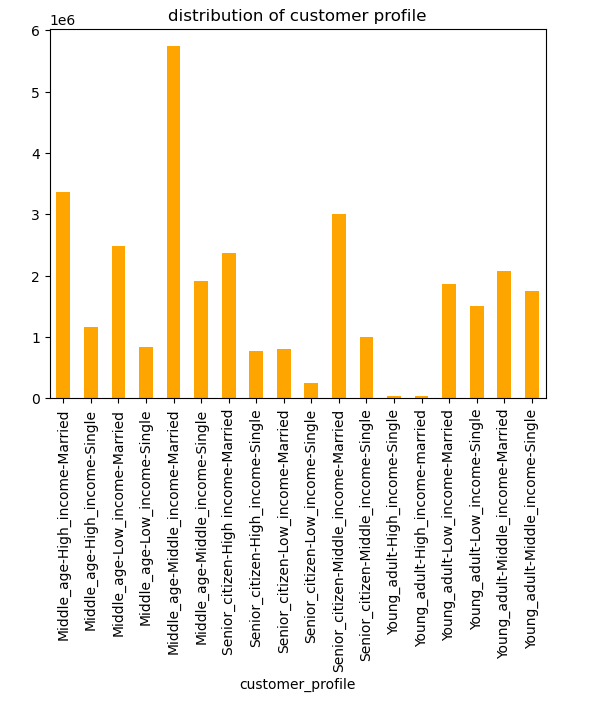 distribution of customer profile
1e6
6
5
4
3
2
1
0
Middle_age-High_income-Married
Midddle_age-High_income-Single
Middle_age-Low_income-Married
Middle_age-Low_income-Single
Middle_age-Middle_income-Married
Middle_age-Middle_income-Single
Senior_citizen-High income-Married
Senior_citizen-High_income-Single
Senior_citizen-Low_income-Married
Senior_citizen-Low_income-Single
Senior_citizen-Middle_income-Married
Senior_citizen-Middle_income-Single
Young_adult-High_income-Single
Young_adult-High_income-married
Young_adult-Low_income-Married
Young_adult-Low_income-Single
Young_adult-Middle_income-Married
Young_adult-Middle_income-Single
customer_profile